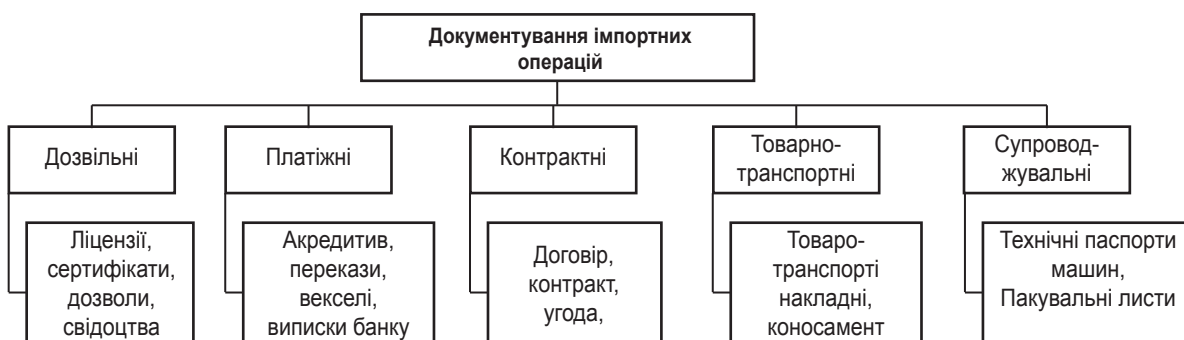 Документування імпортних
операцій
Дозвільні
Платіжні
Контрактні
Товарно-
транспортні
Супровод-
жувальні
Ліцензії,
сертифікати,
дозволи,
свідоцтва
Акредитив,
перекази,
векселі,
виписки банку
Договір,
контракт,
угода,
Товаро-
транспорті
накладні,
коносамент
Технічні паспорти
машин,
Пакувальні листи